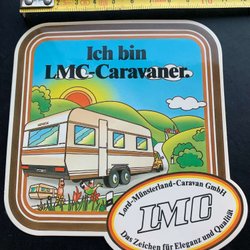 Ich bin
LMC-Caravaner.
Lord-Münsterland-Caravan GmbH
LMC
Das Zeichen für Eleganz und Qualität